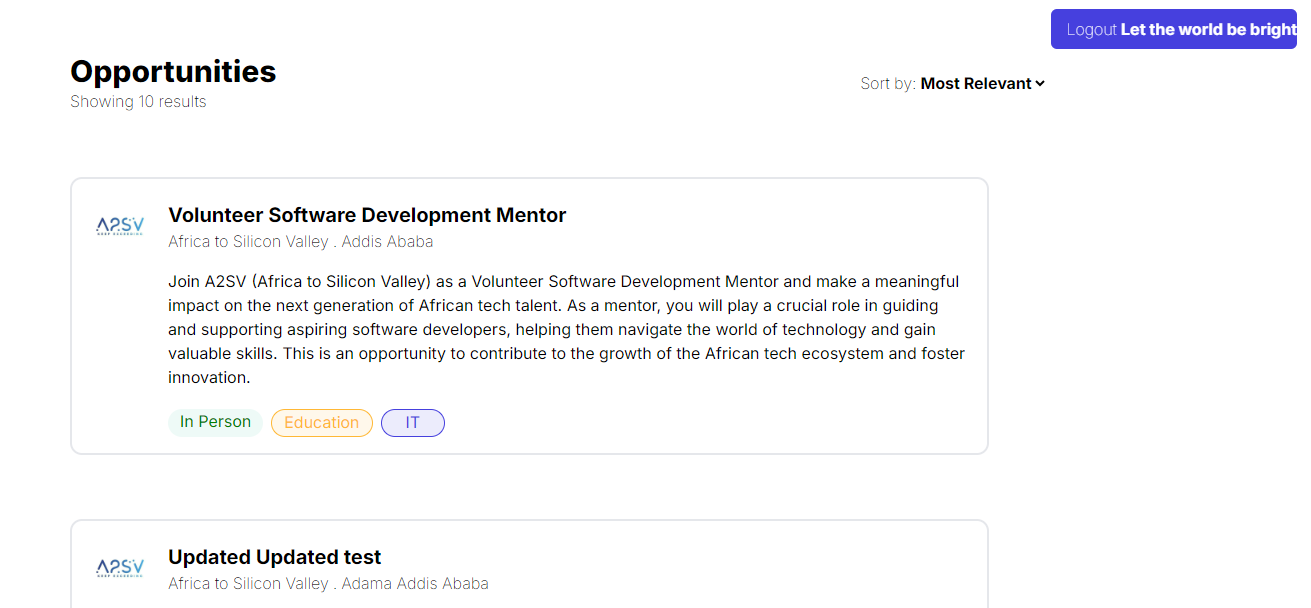 Logout Let the world be bright
Opportunities
Showing 10 results
Sort by: Most Relevant
A2SV
Volunteer Software Development Mentor
Africa to Silicon Valley . Addis Ababa
Join A2SV (Africa to Silicon Valley) as a Volunteer Software Development Mentor and make a meaningful
impact on the next generation of African tech talent. As a mentor, you will play a crucial role in guiding
and supporting aspiring software developers, helping them navigate the world of technology and gain
valuable skills. This is an opportunity to contribute to the growth of the African tech ecosystem and foster
innovation.
In Person
Education
IT
A2SV
Updated Updated test
Africa to Silicon Valley . Adama Addis Ababa